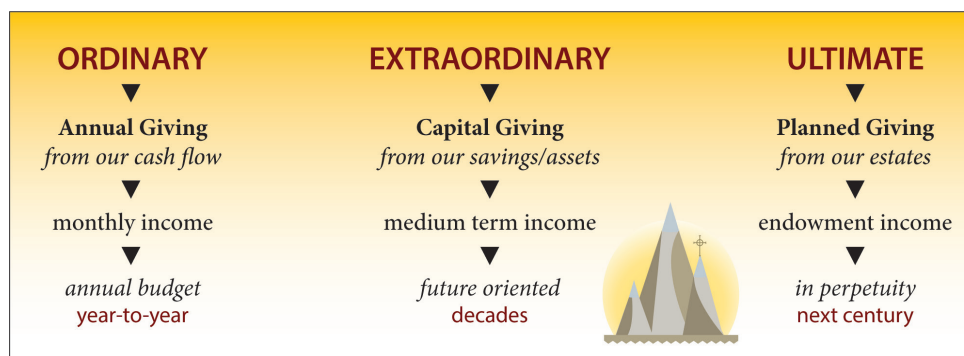 ORDINARY
Annual Giving
from our cash flow
monthly income
annual budget
year-to-year
EXTRAORDINARY
Capital Giving
from our savings/assets
medium term income
future oriented
decades
ULTIMATE
Planned Giving
from our estates
endowment income
in perpetuity
next century